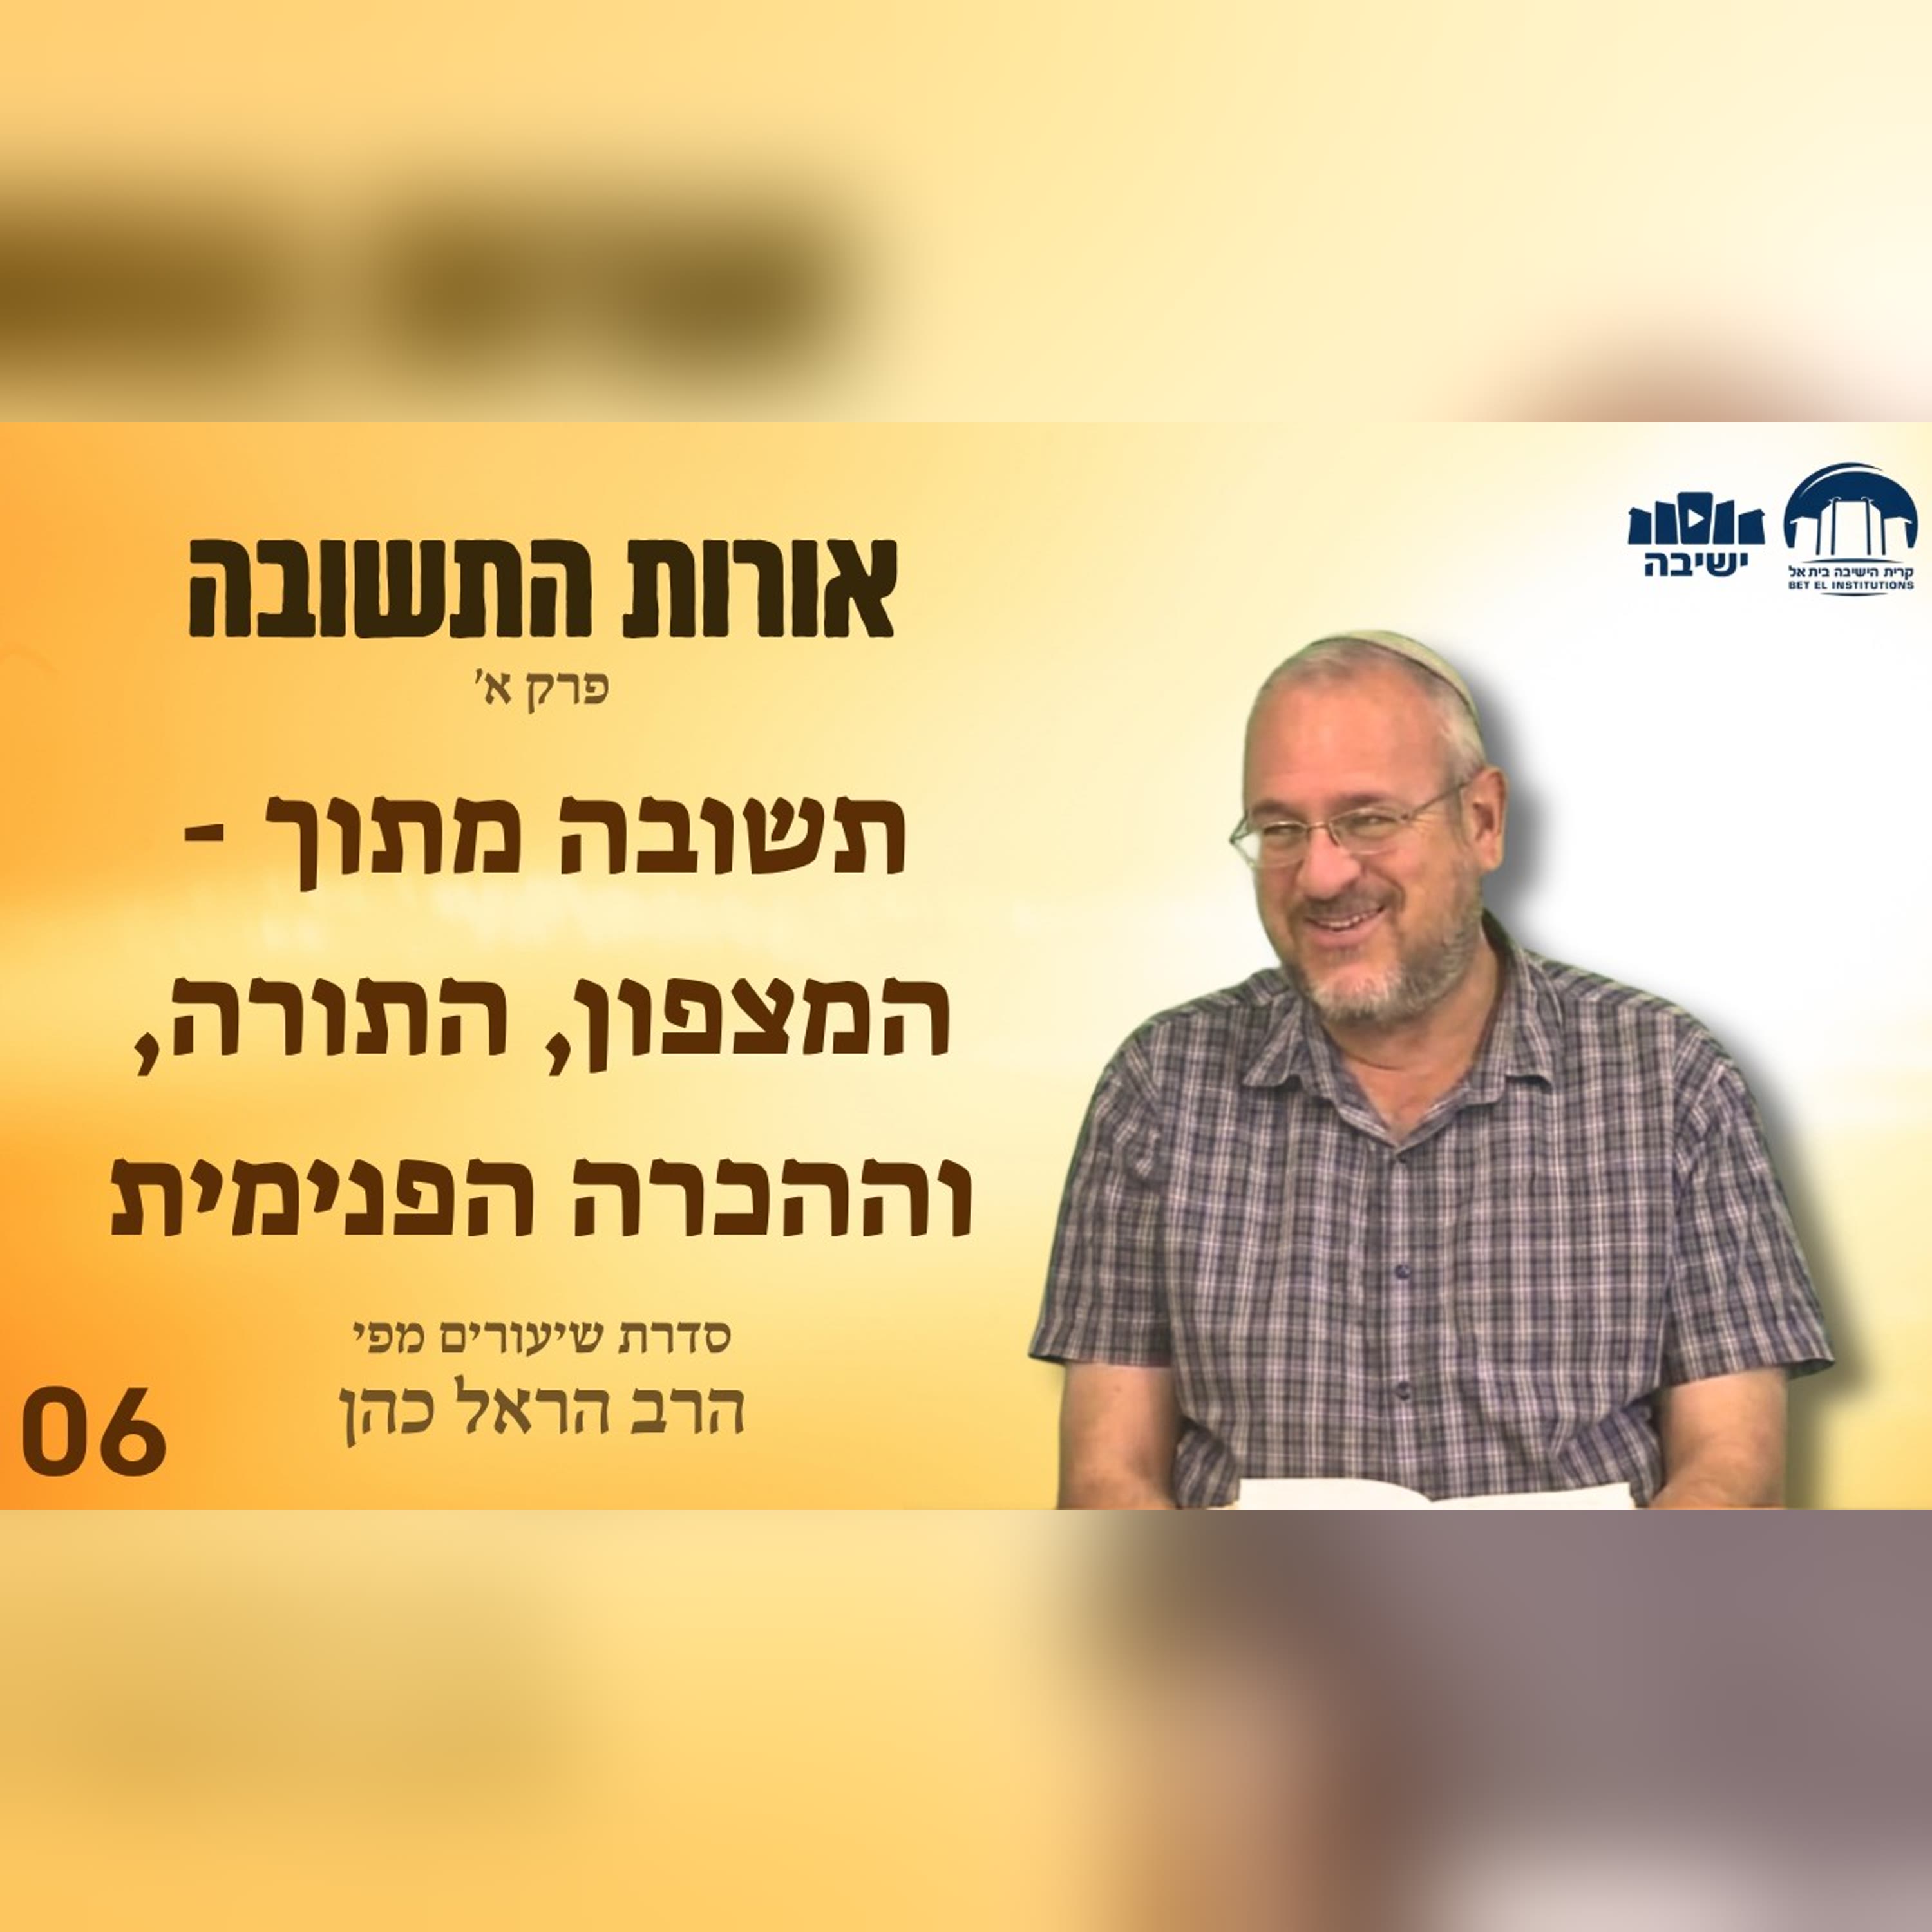 אורות התשובה
פרק א'
תשובה מתוך -
המצפון, התורה,
וההכרה הפנימית
סדרת שיעורים מפי
הרב הראל כהן
06
ישיבה
קרית הישיבה בית אל
BET EL INSTITUTIONS